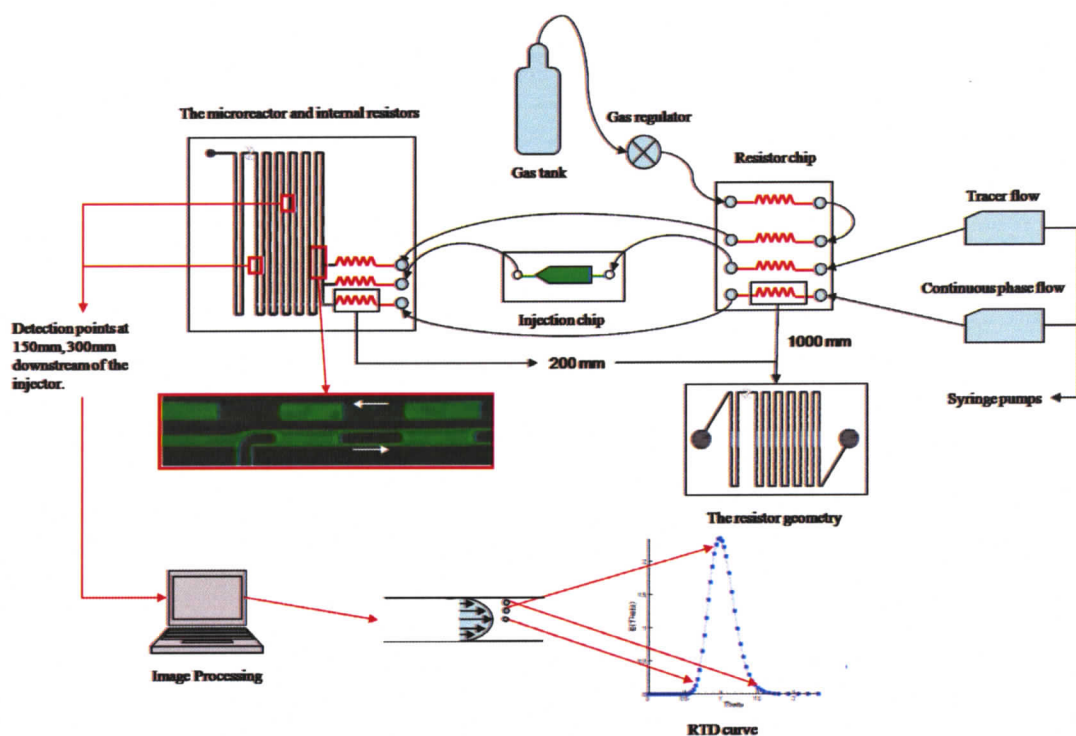 The microreactor and internal resistors
Gas regulator
Gas tank
Resistor chip
Tracer flow
Continuous phase flow
Injection chip
Detection points at
150mm, 300mm
downstream of the
injector.
200 mm
1000 mm
Syringe pumps
The resistor geometry
Image Processing
E(Theta)
Theta
RTD curve